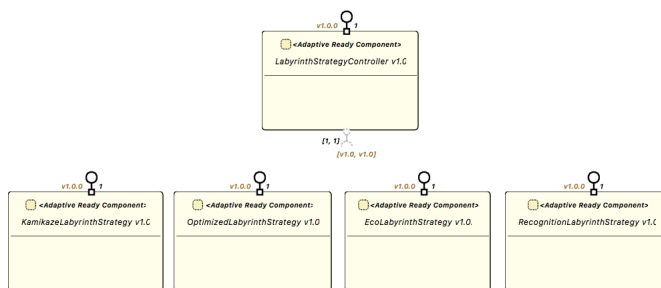 v1.0.0 1
<Adaptive Ready Component>
LabyrinthStrategyController v1.0
[1, 1]
[v1.0, v1.0]
v1.0.0 1 v1.0.0 1 v1.0.0 1 v1.0.0 1
<Adaptive Ready Component: <Adaptive Ready Component: <Adaptive Ready Component> <Adaptive Ready Component>
KamikazeLabyrinthStrategy v1.0 OptimizedLabyrinthStrategy v1.0 EcoLabyrinthStrategy v1.0. RecognitionLabyrinthStrategy v1.0